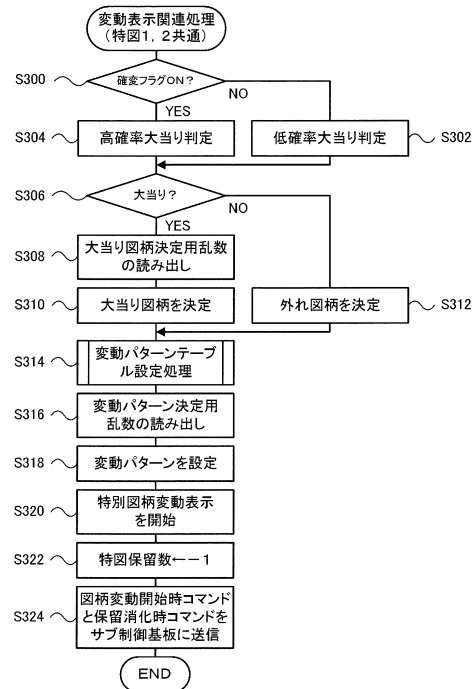 変動表示関連処理
(特図1, 2共通)
S300
確変フラグON?
NO
YES
S304
高確率大当り判定
低確率大当り判定
S302
S306
大当り?
NO
YES
S308
大当り図柄決定用乱数
の読み出し
S310
大当り図柄を決定
外れ図柄を決定
S312
S314
変動パターンテーブ
ル設定処理
S316
変動パターン決定用
乱数の読み出し
S318
変動パターンを設定
S320
特別図柄変動表示
を開始
S322
特図保留数←－1
S324
図柄変動開始時コマンド
と保留消化時コマンドを
サブ制御基板に送信
END